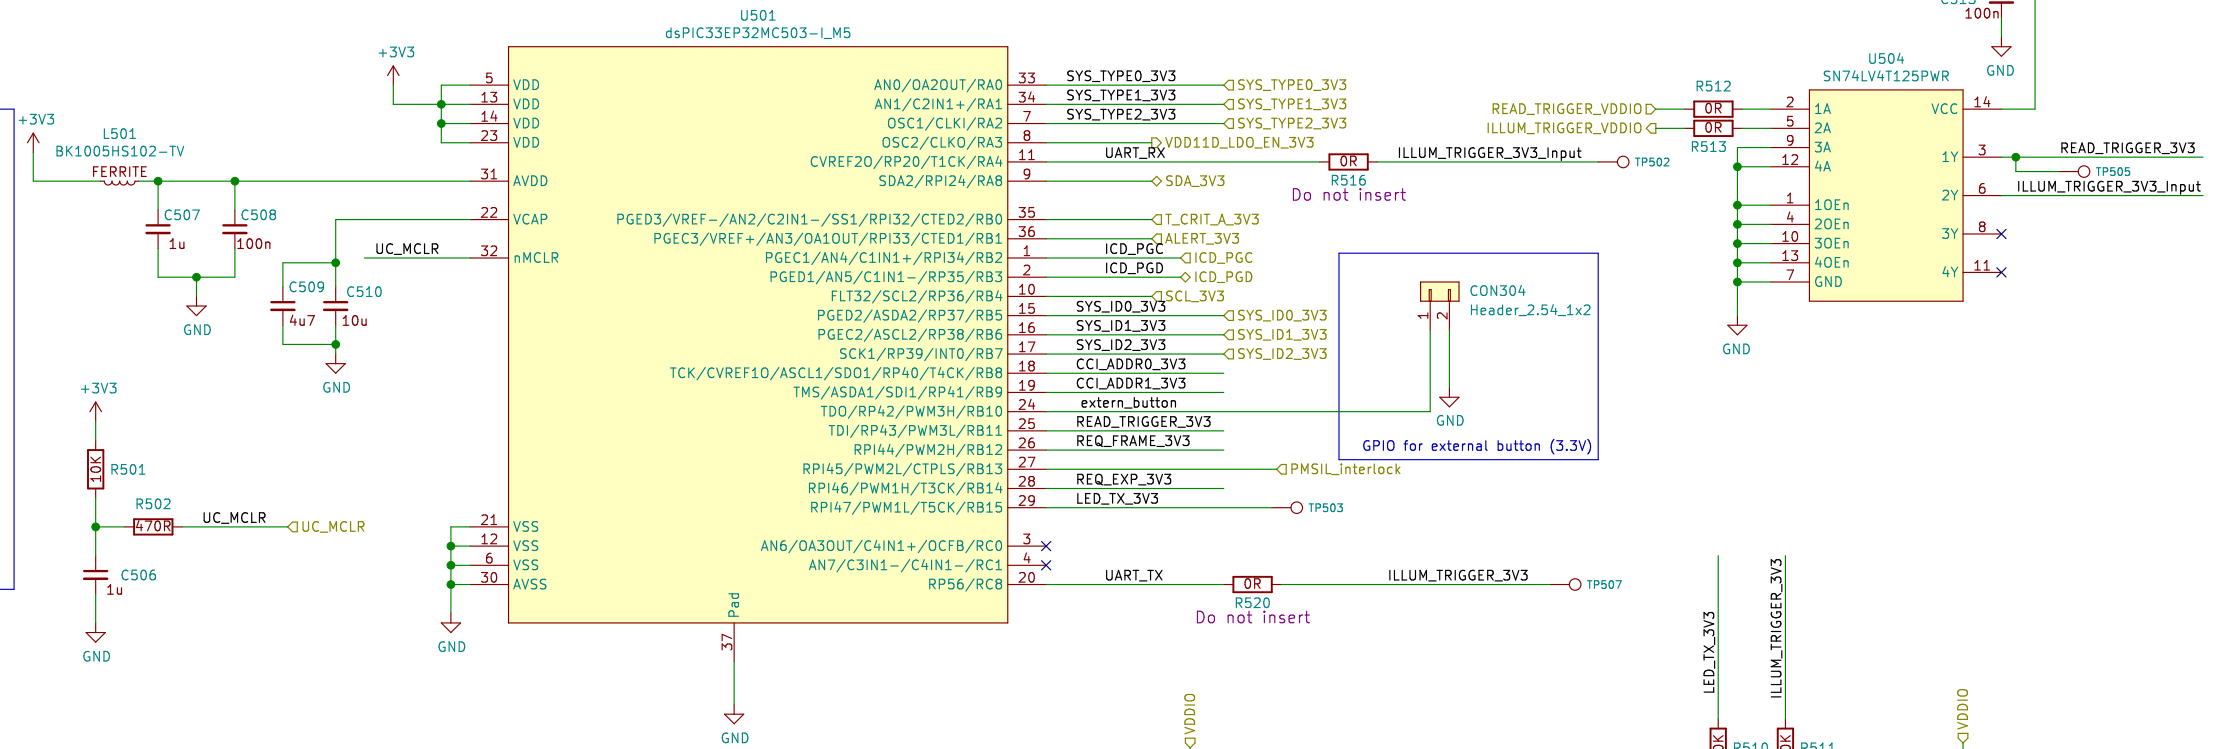 U501
dsPIC33EP32MC503-I_M5
+3V3
5 VDD
13 VDD
14 VDD
23 VDD
31 AVDD
22 VCAP
32 nMCLR
21 VSS
12 VSS
6 VSS
30 AVSS
Pad
37
GND
GND
AN0/OA2OUT/RA0 33 SYS_TYPE0_3V3 SYS_TYPE0_3V3
AN1/C2IN1+/RA1 34 SYS_TYPE1_3V3 SYS_TYPE1_3V3
OSC1/CLKI/RA2 7 SYS_TYPE2_3V3 SYS_TYPE2_3V3
OSC2/CLKO/RA3 8 VDD11D_LDO_EN_3V3
CVREF2O/RP20/T1CK/RA4 11 UART_RX 0R ILLUM_TRIGGER_3V3_Input TP502
R516
Do not insert
SDA2/RPI24/RA8 9 SDA_3V3
PGED3/VREF-/AN2/C2IN1-/SS1/RPI32/CTED2/RB0 35 T_CRIT_A_3V3
PGEC3/VREF+/AN3/OA1OUT/RPI33/CTED1/RB1 36 ALERT_3V3
PGEC1/AN4/C1IN1+/RPI34/RB2 1 ICD_PGC ICD_PGC
PGED1/AN5/C1IN1-/RP35/RB3 2 ICD_PGD ICD_PGD
FLT32/SCL2/RP36/RB4 10 SCL_3V3
PGED2/ASDA2/RP37/RB5 15 SYS_ID0_3V3 SYS_ID0_3V3
PGEC2/ASCL2/RP38/RB6 16 SYS_ID1_3V3 SYS_ID1_3V3
SCK1/RP39/INT0/RB7 17 SYS_ID2_3V3 SYS_ID2_3V3
TCK/CVREF1O/ASCL1/SDO1/RP40/T4CK/RB8 18 CCI_ADDR0_3V3
TMS/ASDA1/SDI1/RP41/RB9 19 CCI_ADDR1_3V3
TDO/RP42/PWM3H/RB10 24 extern_button
TDI/RP43/PWM3L/RB11 25 READ_TRIGGER_3V3
RPI44/PWM2H/RB12 26 REQ_FRAME_3V3
RPI45/PWM2L/CTPLS/RB13 27 PMSIL_interlock
RPI46/PWM1H/T3CK/RB14 28 REQ_EXP_3V3
RPI47/PWM1L/T5CK/RB15 29 LED_TX_3V3 TP503
AN6/OA3OUT/C4IN1+/OCFB/RC0 3
AN7/C3IN1-/C4IN1-/RC1 4
RP56/RC8 20 UART_TX 0R ILLUM_TRIGGER_3V3 TP507
R520
Do not insert
+3V3
L501
BK1005HS102-TV
FERRITE
C507
1u
C508
100n
GND
UC_MCLR
C509
4u7
C510
10u
GND
+3V3
10K
R501
R502
470R
UC_MCLR
UC_MCLR
C506
1u
GND
CON304
Header_2.54_1x2
1
2
GND
GPIO for external button (3.3V)
100n
GND
U504
SN74LV4T125PWR
R512
READ_TRIGGER_VDDIO 0R 2 1A
ILLUM_TRIGGER_VDDIO 0R 5 2A
R513
9 3A
12 4A
1 1OEn
4 2OEn
10 3OEn
13 4OEn
7 GND
GND
VCC 14
1Y 3 READ_TRIGGER_3V3
TP505
2Y 6 ILLUM_TRIGGER_3V3_Input
3Y 8
4Y 11
LED_TX_3V3
ILLUM_TRIGGER_3V3
R510
R511
VDDIO
VDDIO